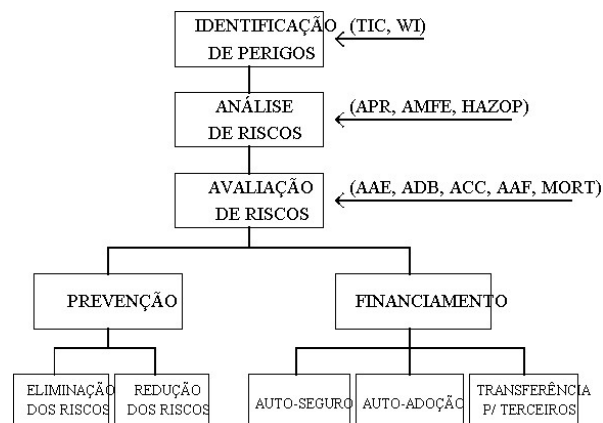 IDENTIFICAÇÃO (TIC, WI)
DE PERIGOS
ANÁLISE (APR, AMFE, HAZOP)
DE RISCOS
AVALIAÇÃO (AAE, ADB, ACC, AAF, MORT)
DE RISCOS
PREVENÇÃO
FINANCIAMENTO
ELIMINAÇÃO
DOS RISCOS
REDUÇÃO
DOS RISCOS
AUTO-SEGURO
AUTO-ADOÇÃO
TRANSFERÊNCIA
P/ TERCEIROS